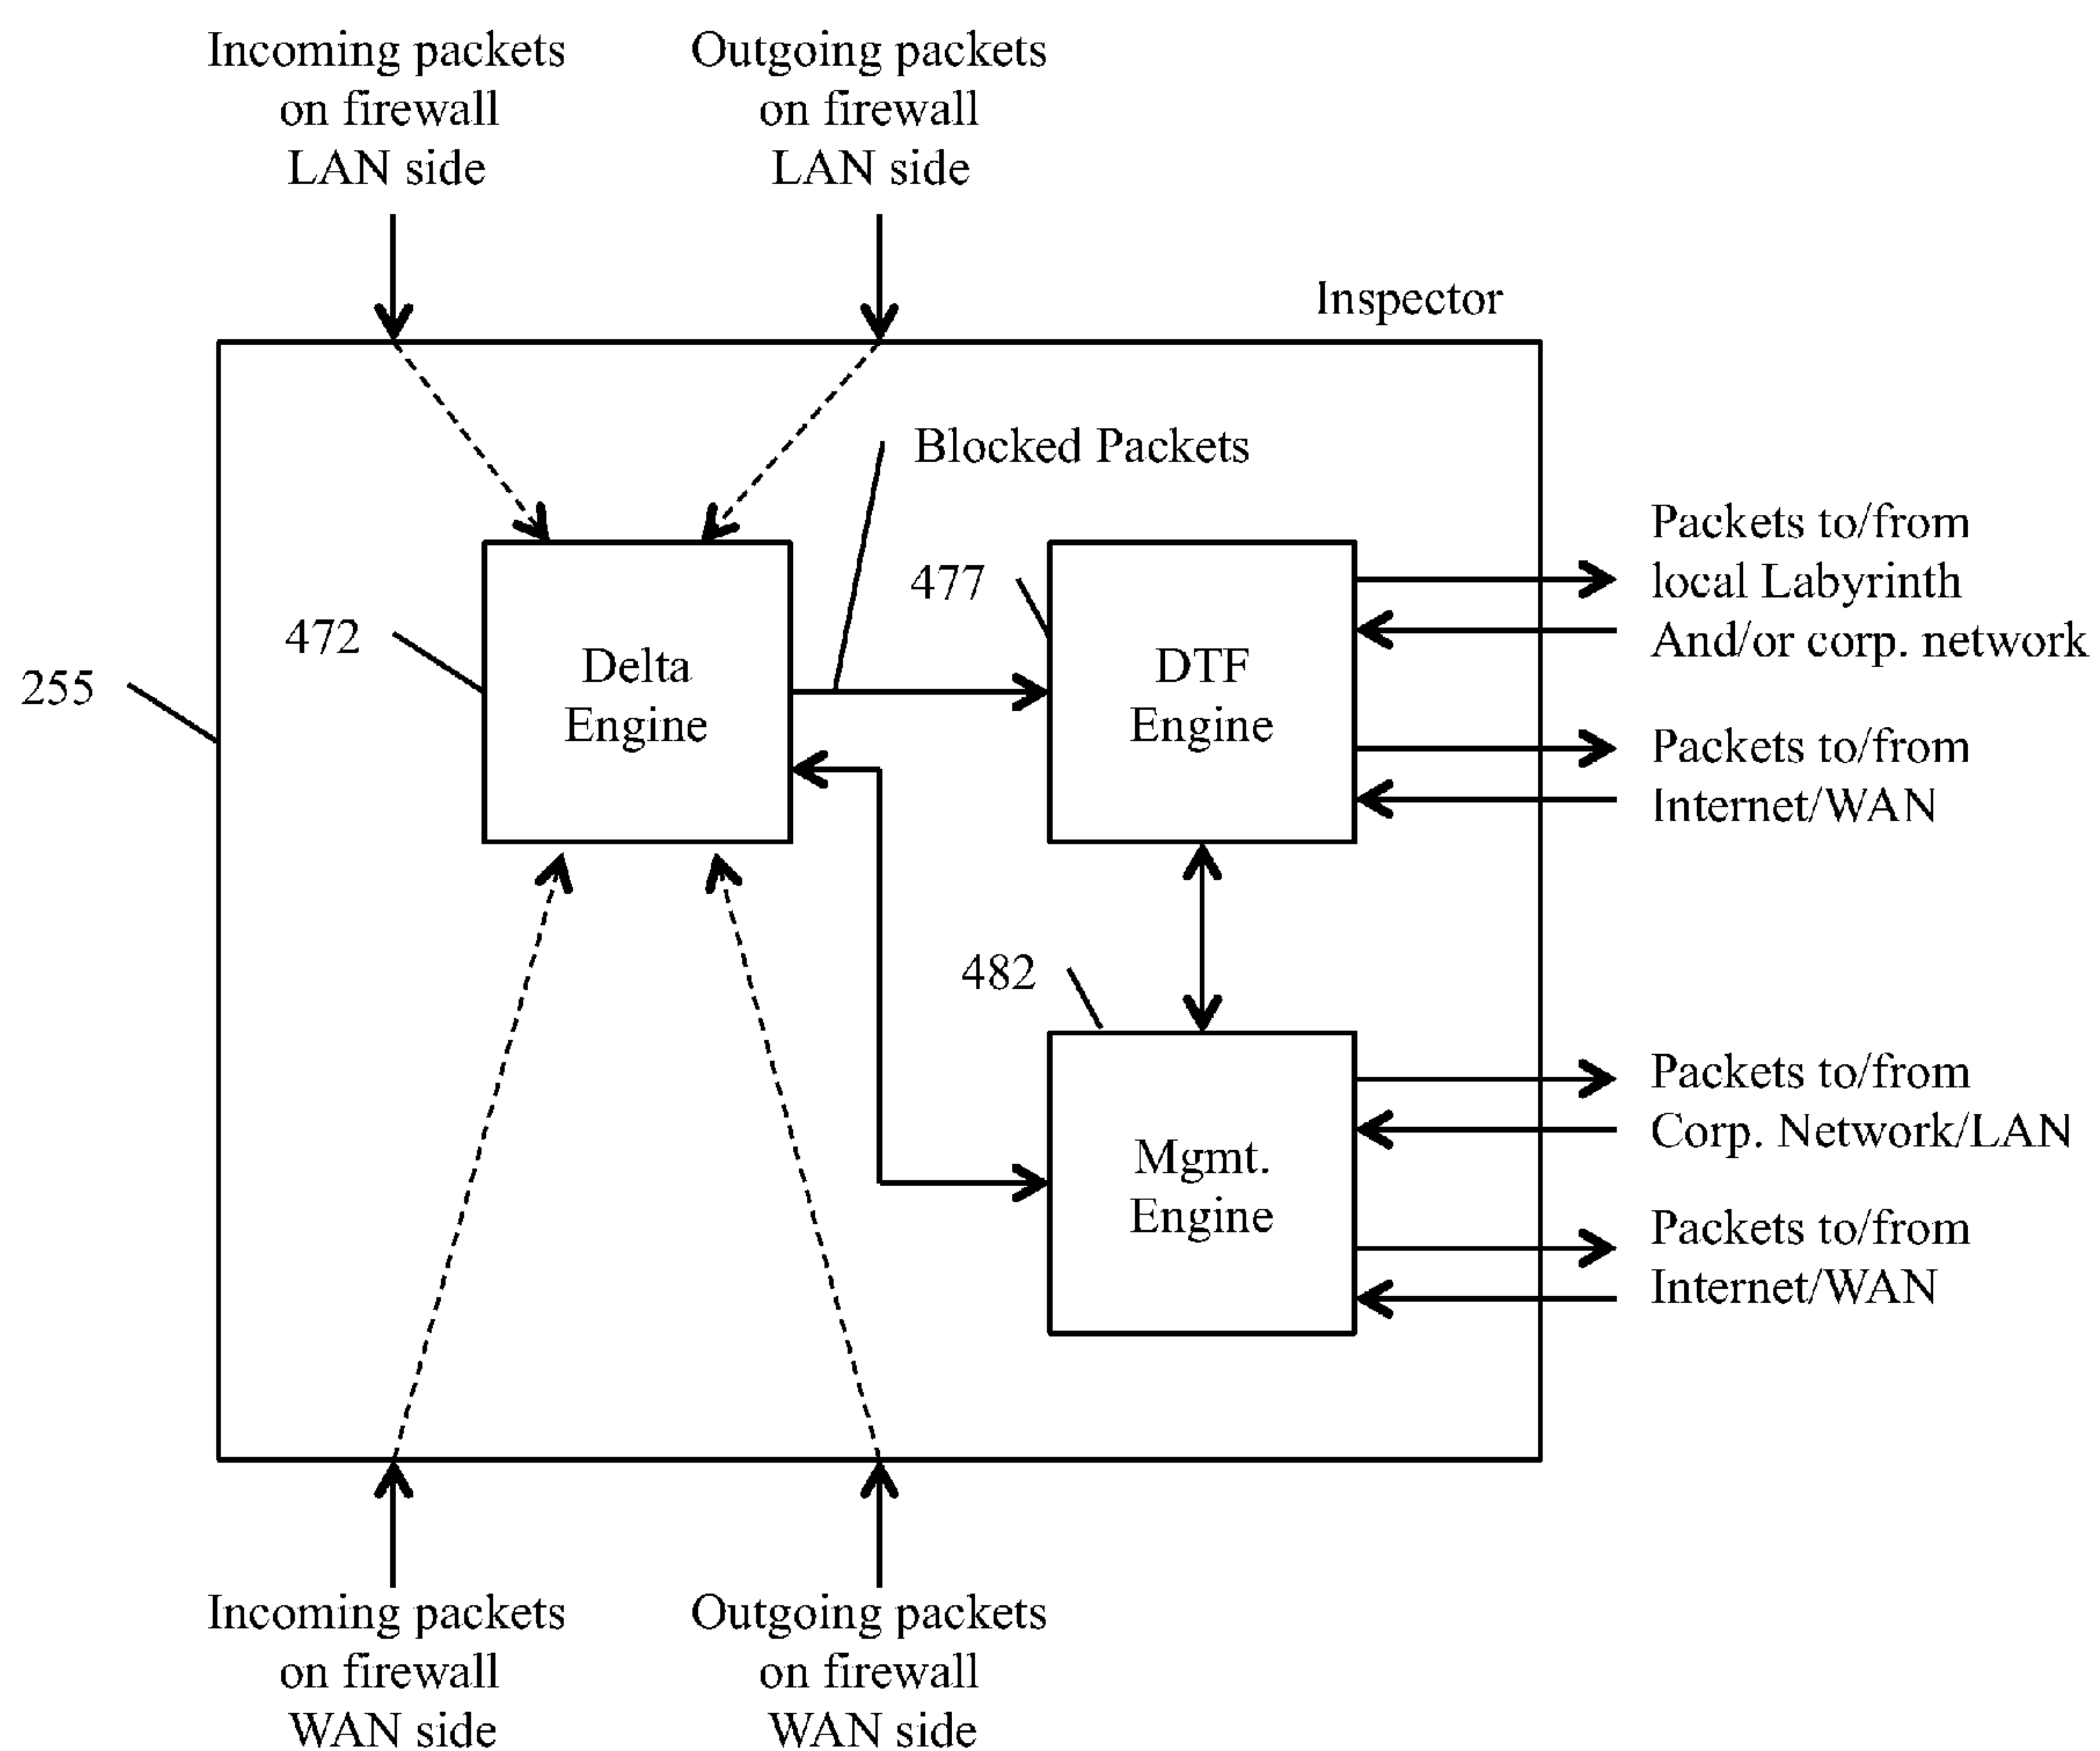 Incoming packets
on firewall
LAN side
Outgoing packets
on firewall
LAN side
Inspector
Blocked Packets
255
472
Delta
Engine
477
DTF
Engine
Packets to/from
local Labyrinth
And/or corp. network
Packets to/from
Internet/WAN
482
Mgmt.
Engine
Packets to/from
Corp. Network/LAN
Packets to/from
Internet/WAN
Incoming packets
on firewall
WAN side
Outgoing packets
on firewall
WAN side